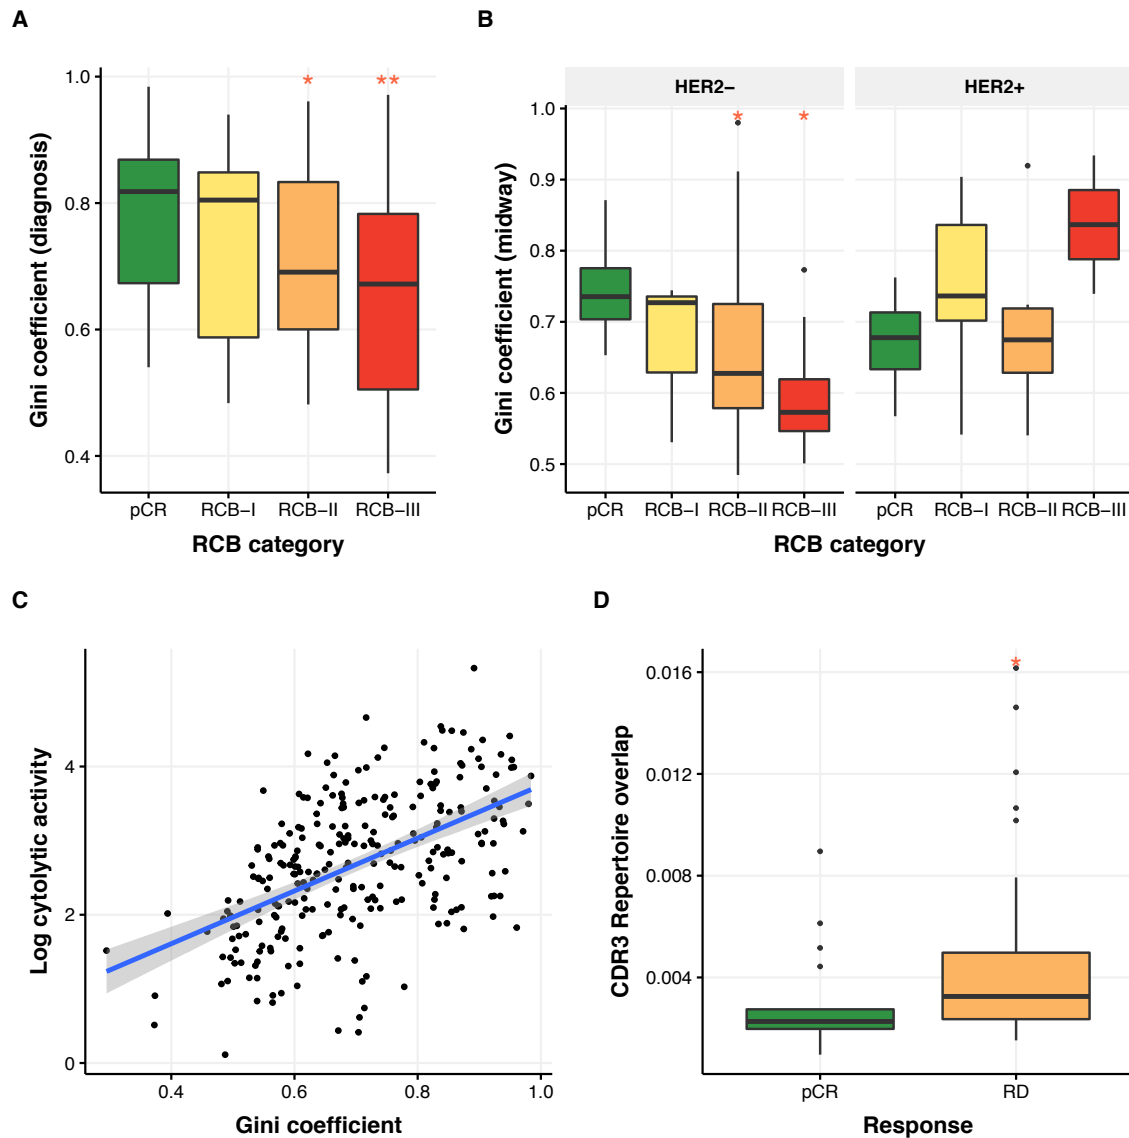 A
B
1.0
0.8
0.6
0.4
Gini coefficient (diagnosis)
* **
pCR RCB−I RCB−II RCB−III
RCB category
HER2− HER2+
1.0
0.9
0.8
0.7
0.6
0.5
Gini coefficient (midway)
* *
pCR RCB−I RCB−II RCB−III pCR RCB−I RCB−II RCB−III
RCB category
C
D
4
2
0
Log cytolytic activity
0.4 0.6 0.8 1.0
Gini coefficient
0.016
0.012
0.008
0.004
CDR3 Repertoire overlap
*
pCR RD
Response